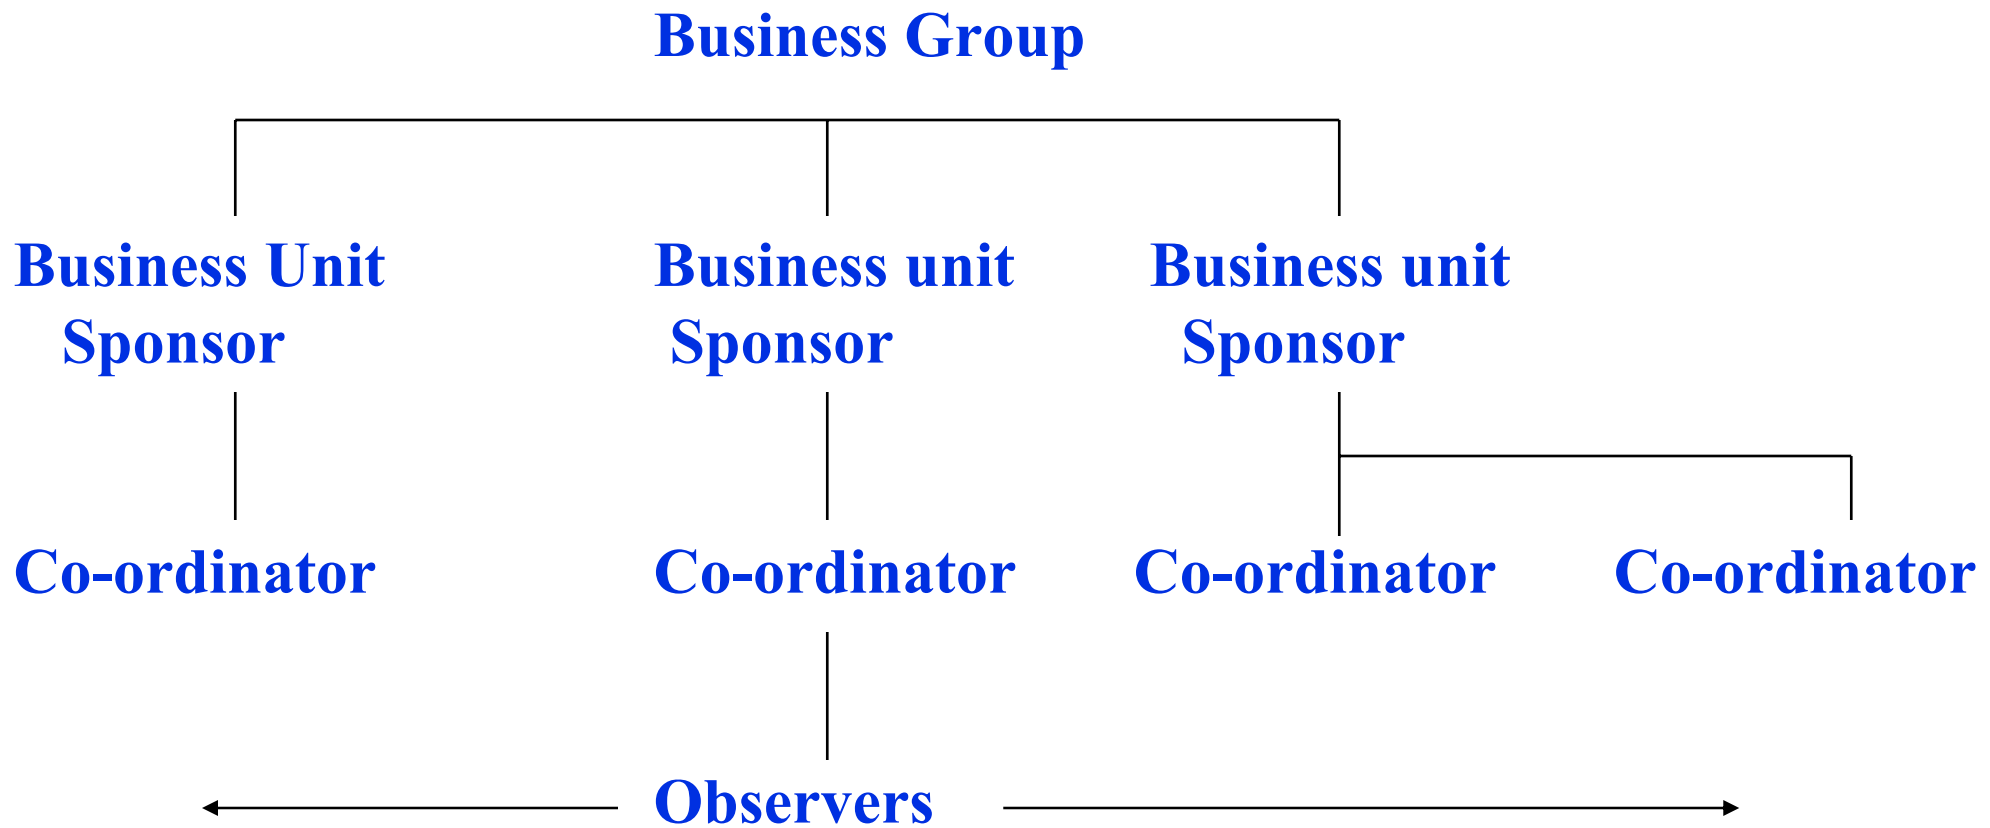 Business Group
Business Unit
Sponsor
Business unit
Sponsor
Business unit
Sponsor
Co-ordinator
Co-ordinator
Co-ordinator
Co-ordinator
Observers